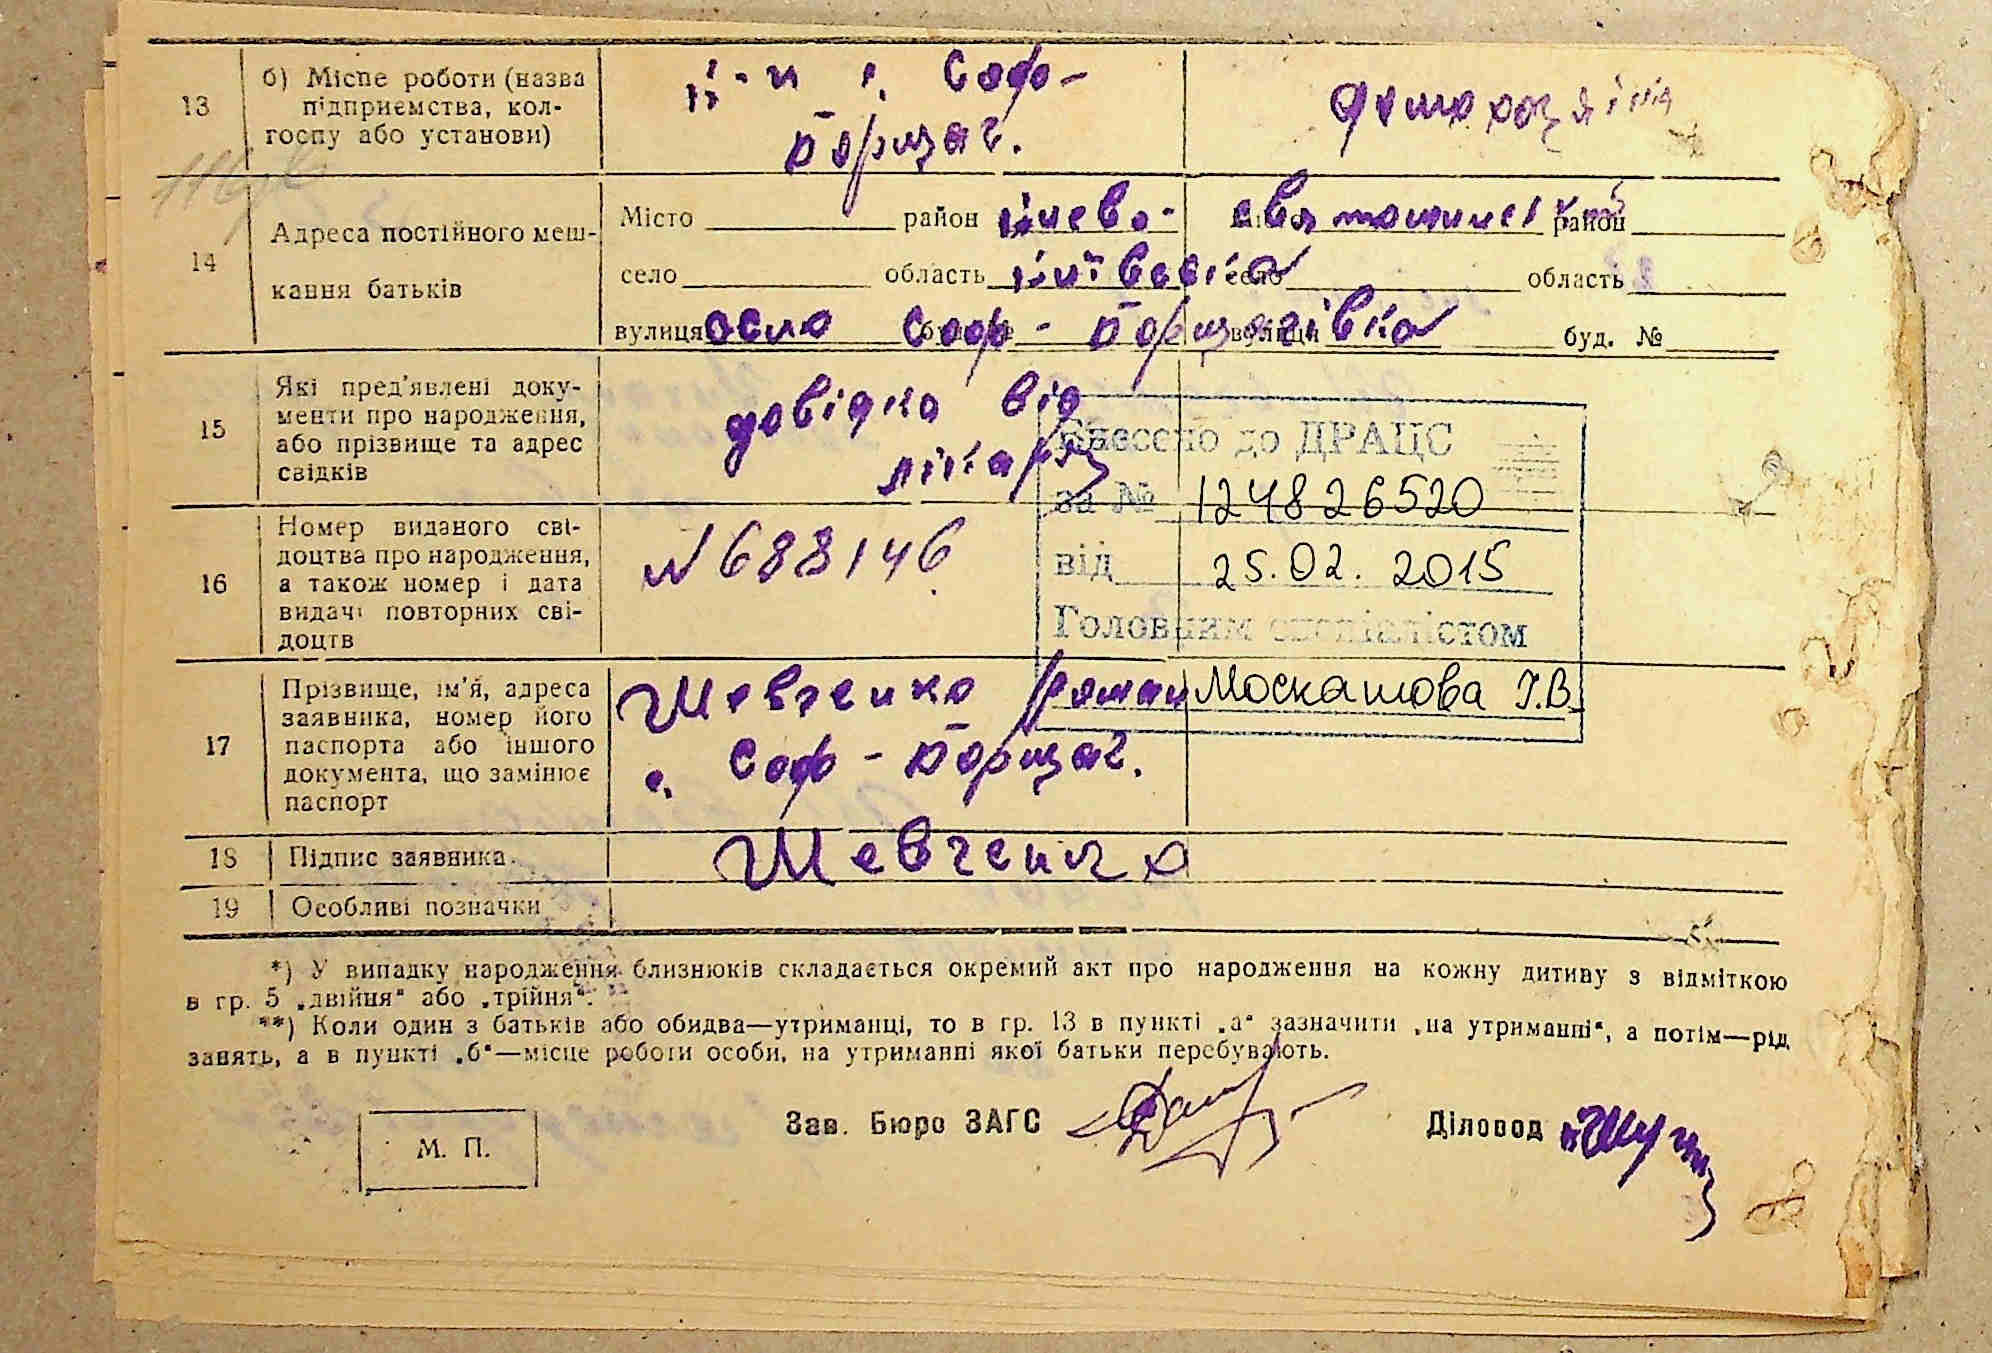 13
б) Місце роботи (назва
підприємства, кол-
госпу або установи)
к-п с. Соф-
Борщаг.
домохозяйка
14
Адреса постійного меш-
кання батьків
Місто район Києво- Святошинський район
село область Київська село область
вулиця село Соф - Борщагівка буд. №
15
Які пред'явлені доку-
менти про народження,
або прізвище та адрес
свідків
довідка від
лікаря
Внесено до ДРАЦС
за № 124826520
від 25.02.2015
Головним спеціалістом
Москашова І.В.
16
Номер виданого сві-
доцтва про народження,
а також номер і дата
видачі повторних сві-
доцтв
N 688146
17
Прізвище, ім'я, адреса
заявника, номер його
паспорта або іншого
документа, що замінює
паспорт
Шевченко Роман
с. Соф - Борщаг.
18 Підпис заявника. Шевченко
19 Особливі позначки
*) У випадку народження близнюків складається окремий акт про народження на кожну дитину з відміткою
в гр. 5 „двійня“ або „трійня“.
**) Коли один з батьків або обидва—утриманці, то в гр. 13 в пункті „а“ зазначити „на утриманні“, а потім—рід
занять, а в пункті „б“—місце роботи особи, на утриманні якої батьки перебувають.
М. П.
Зав. Бюро ЗАГС
Діловод